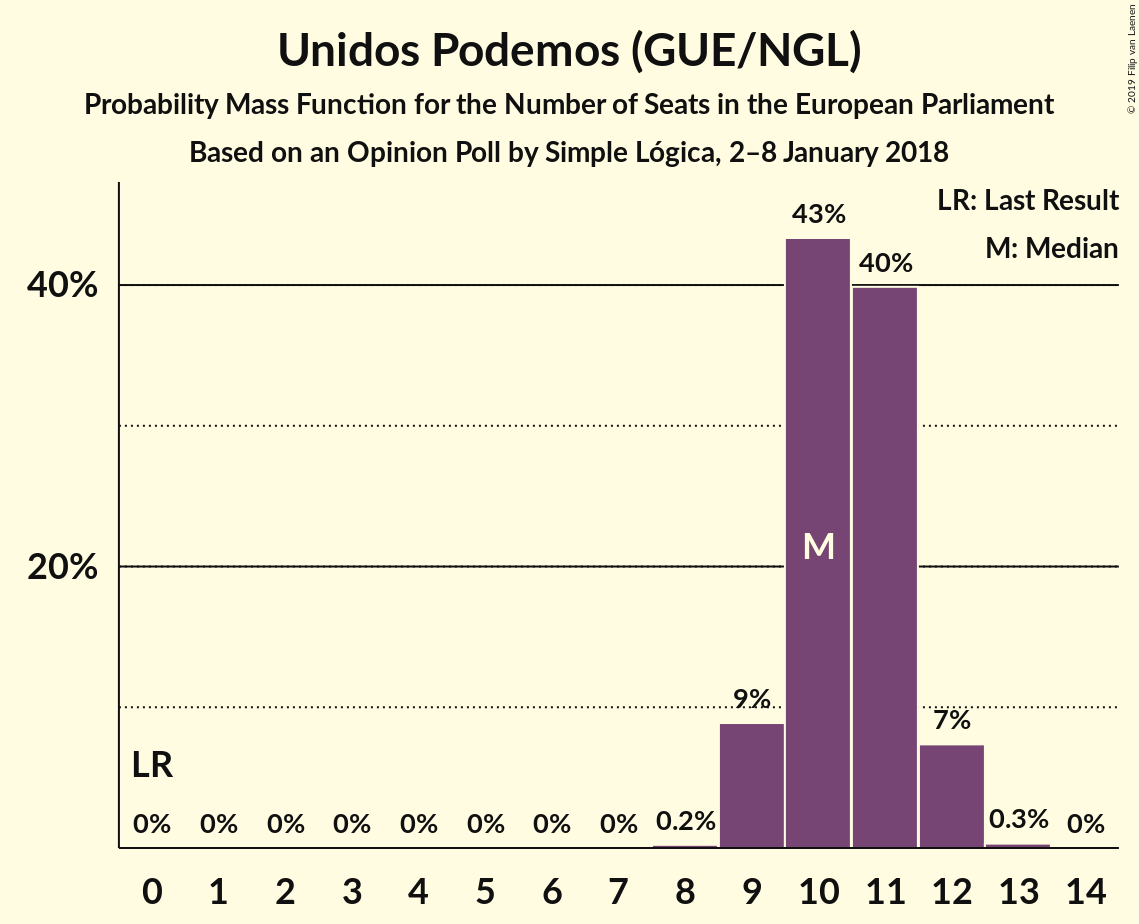 Unidos Podemos (GUE/NGL)
Probability Mass Function for the Number of Seats in the European Parliament
Based on an Opinion Poll by Simple Lógica, 2–8 January 2018
© 2019 Filip van Laenen
LR: Last Result
M: Median
43%
40%
40%
M
20%
9%
7%
LR
0% 0% 0% 0% 0% 0% 0% 0% 0.2% 0.3% 0%
0 1 2 3 4 5 6 7 8 9 10 11 12 13 14